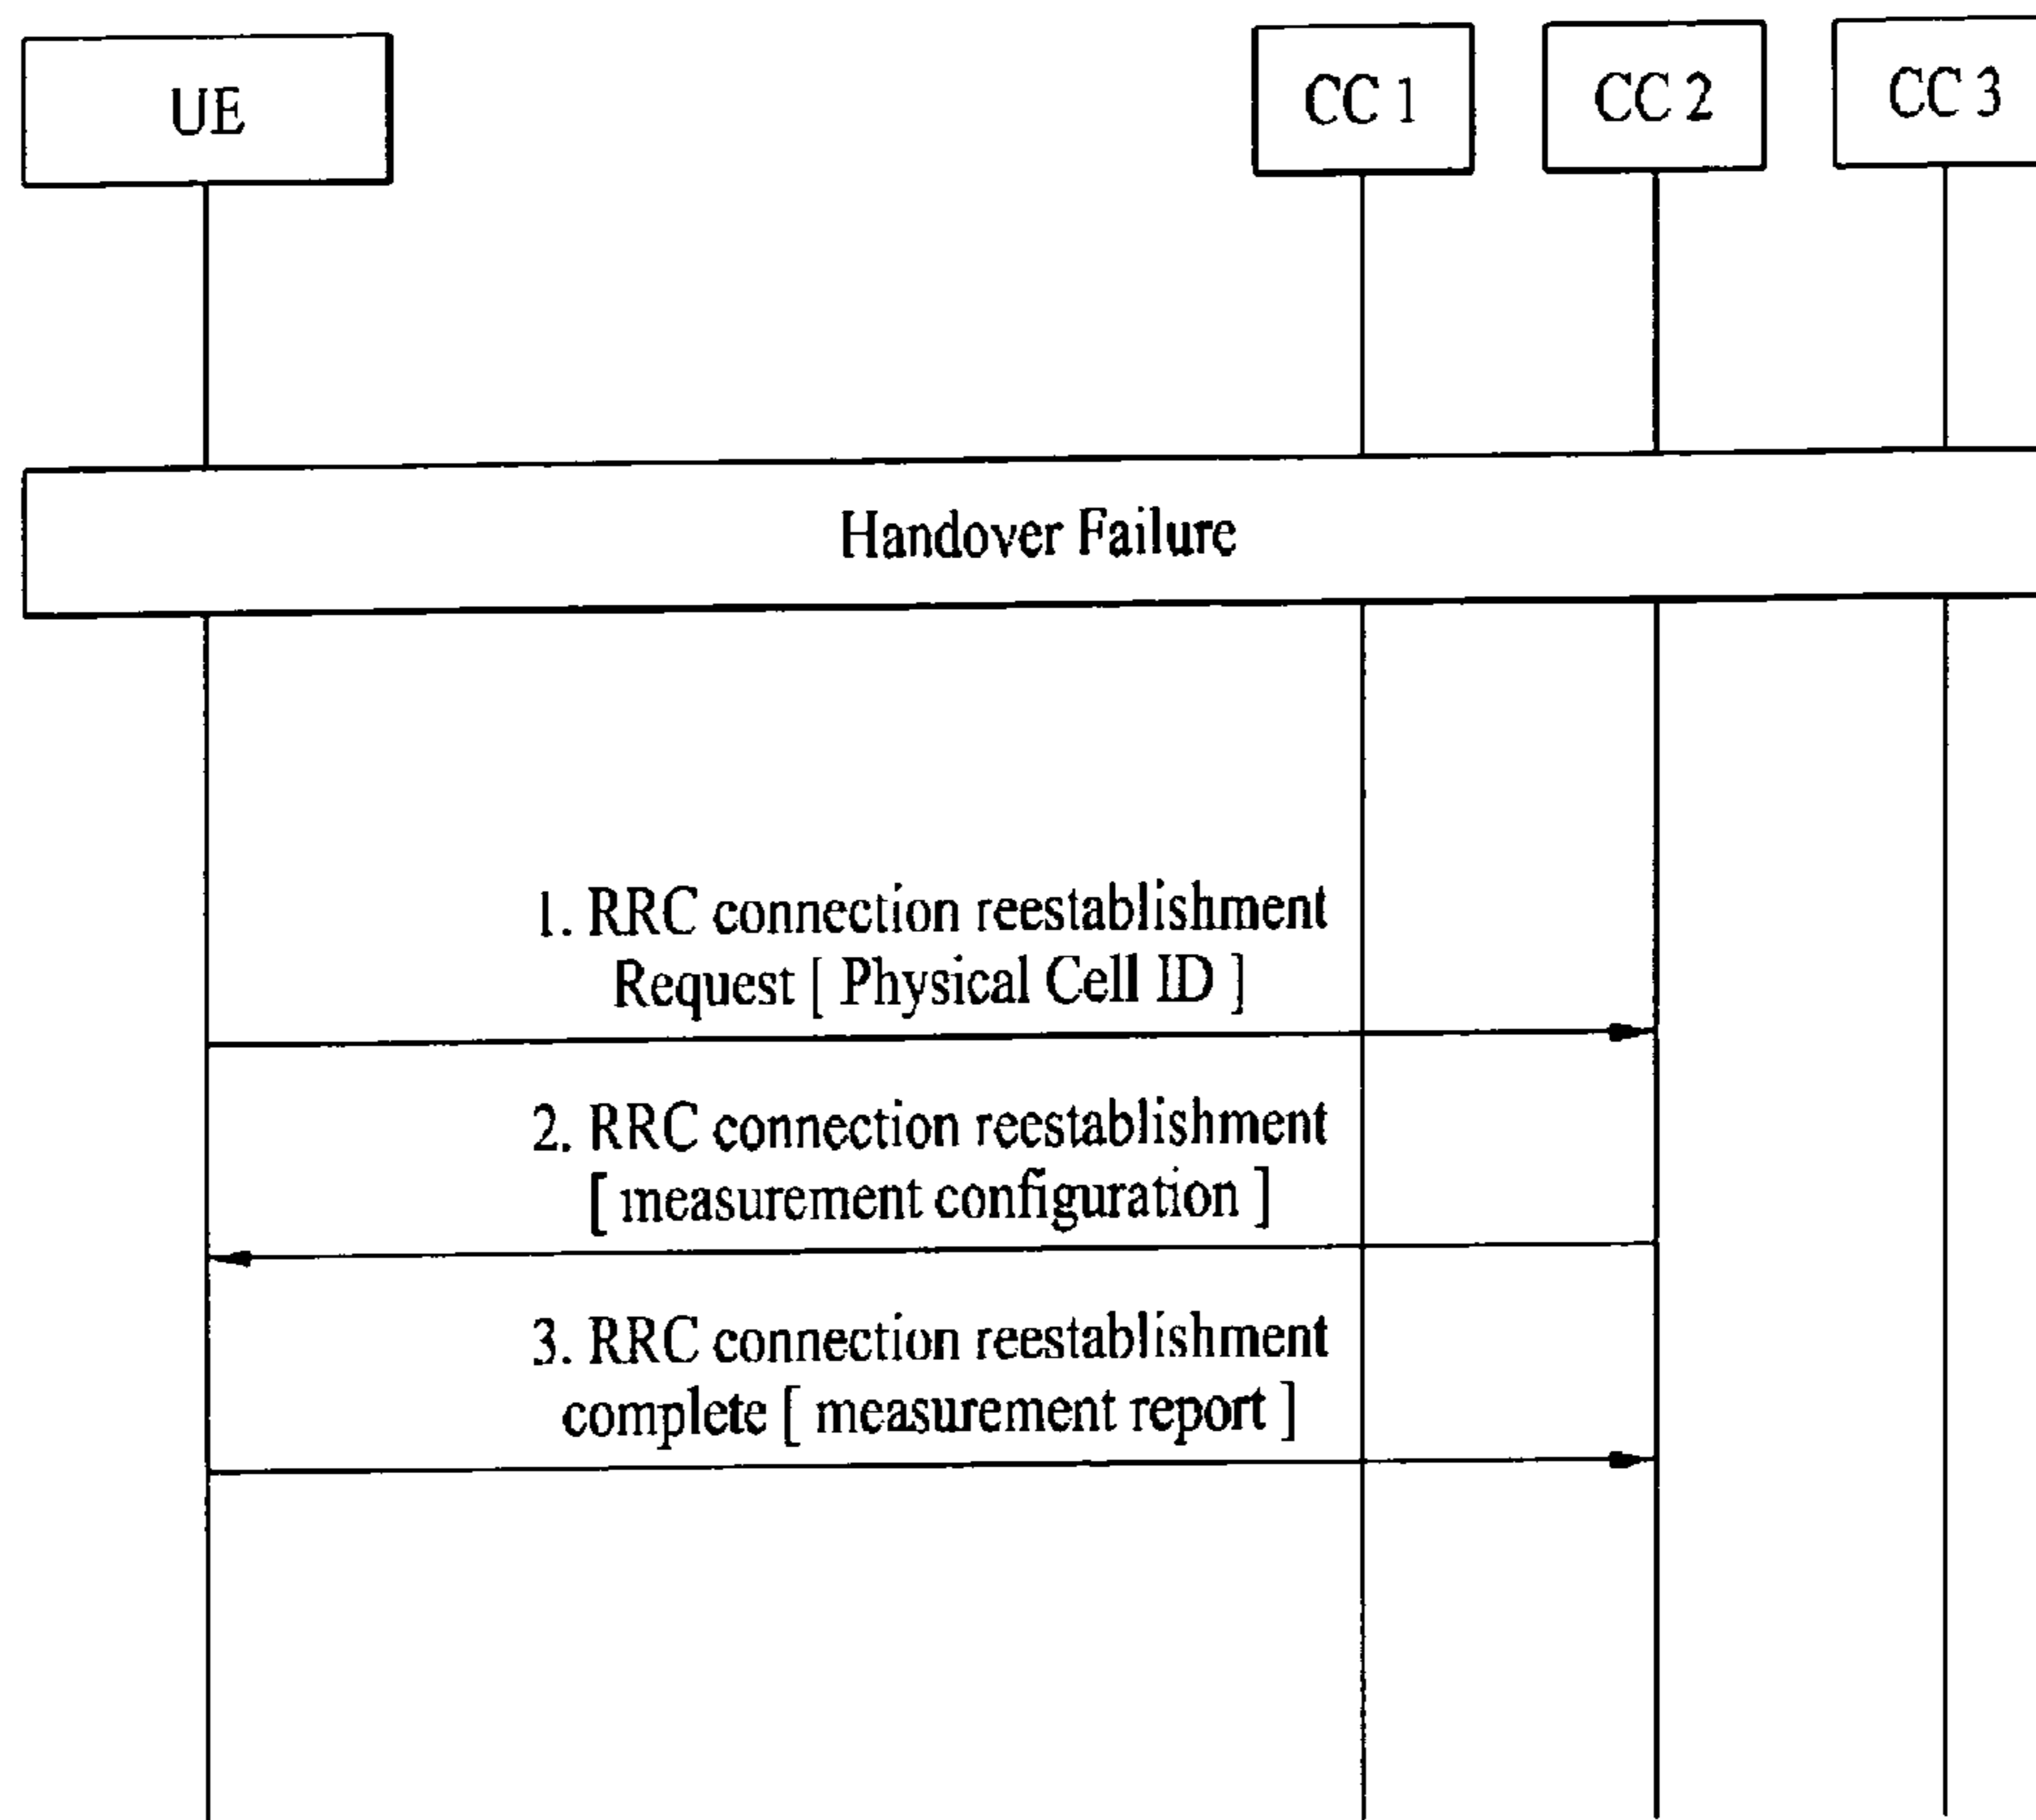 UE
CC 1
CC 2
CC 3
Handover Failure
1. RRC connection reestablishment
Request [ Physical Cell ID ]
2. RRC connection reestablishment
[ measurement configuration ]
3. RRC connection reestablishment
complete [ measurement report ]